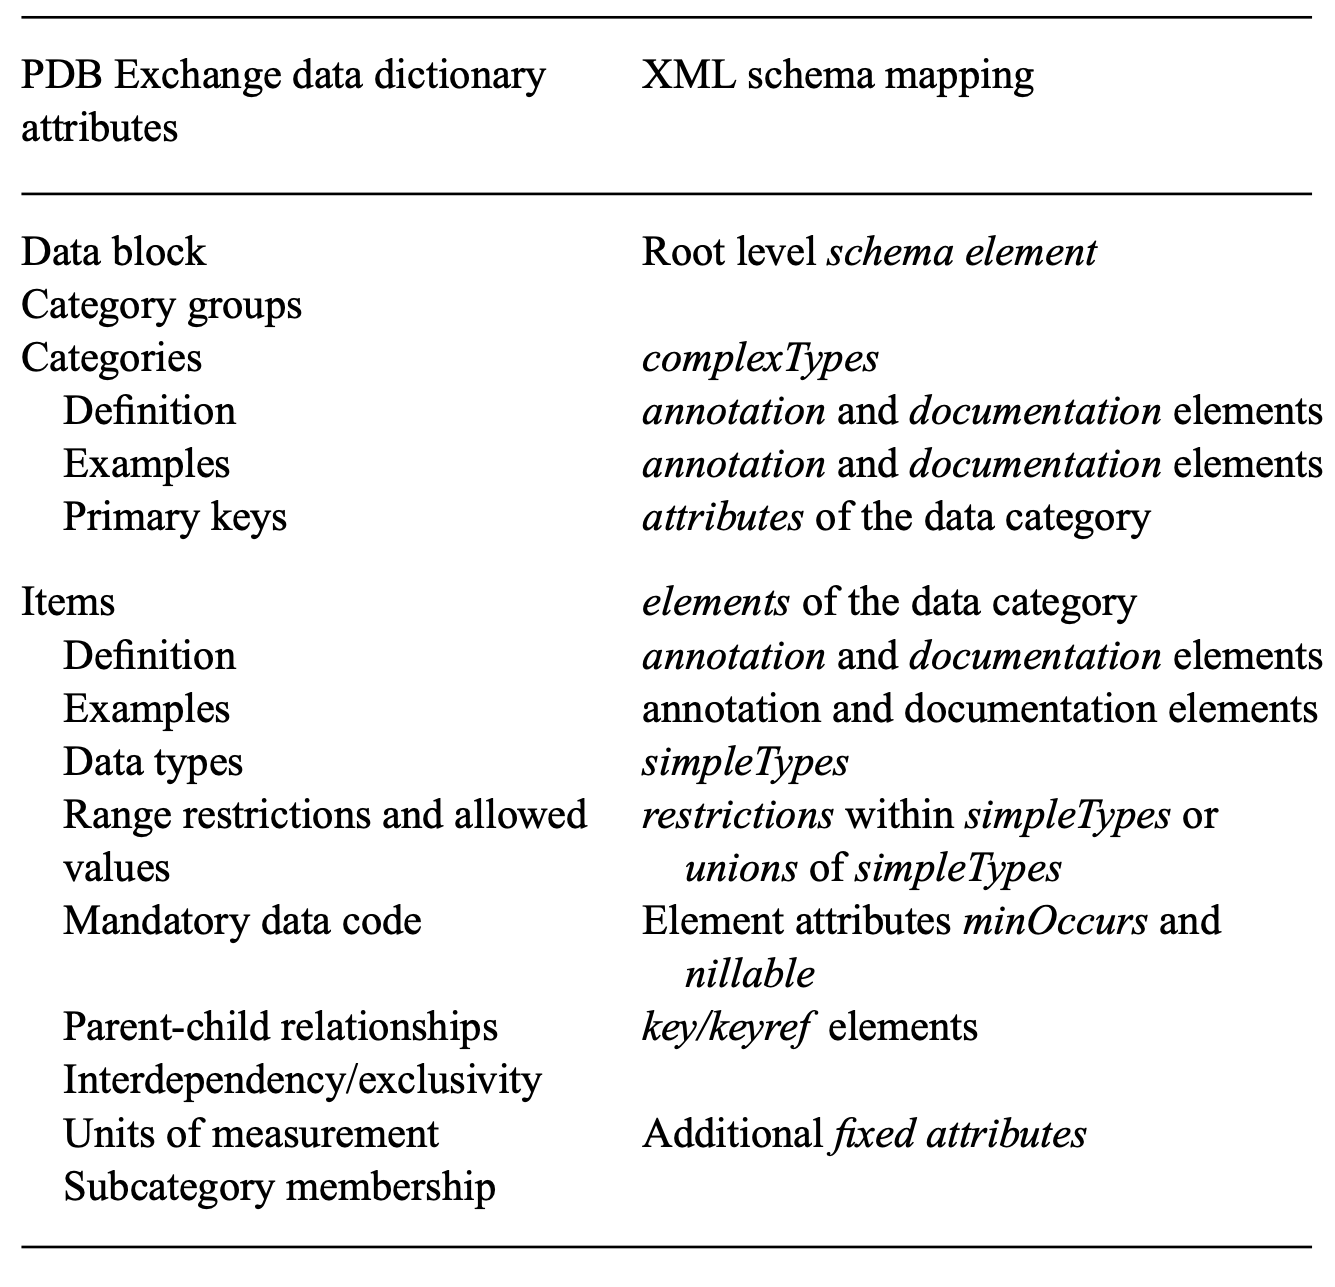 PDB Exchange data dictionary attributes XML schema mapping
Data block Root level schema element
Category groups
Categories complexTypes
Definition annotation and documentation elements
Examples annotation and documentation elements
Primary keys attributes of the data category
Items elements of the data category
Definition annotation and documentation elements
Examples annotation and documentation elements
Data types simpleTypes
Range restrictions and allowed values restrictions within simpleTypes or unions of simpleTypes
Mandatory data code Element attributes minOccurs and nillable
Parent-child relationships key/keyref elements
Interdependency/exclusivity
Units of measurement Additional fixed attributes
Subcategory membership